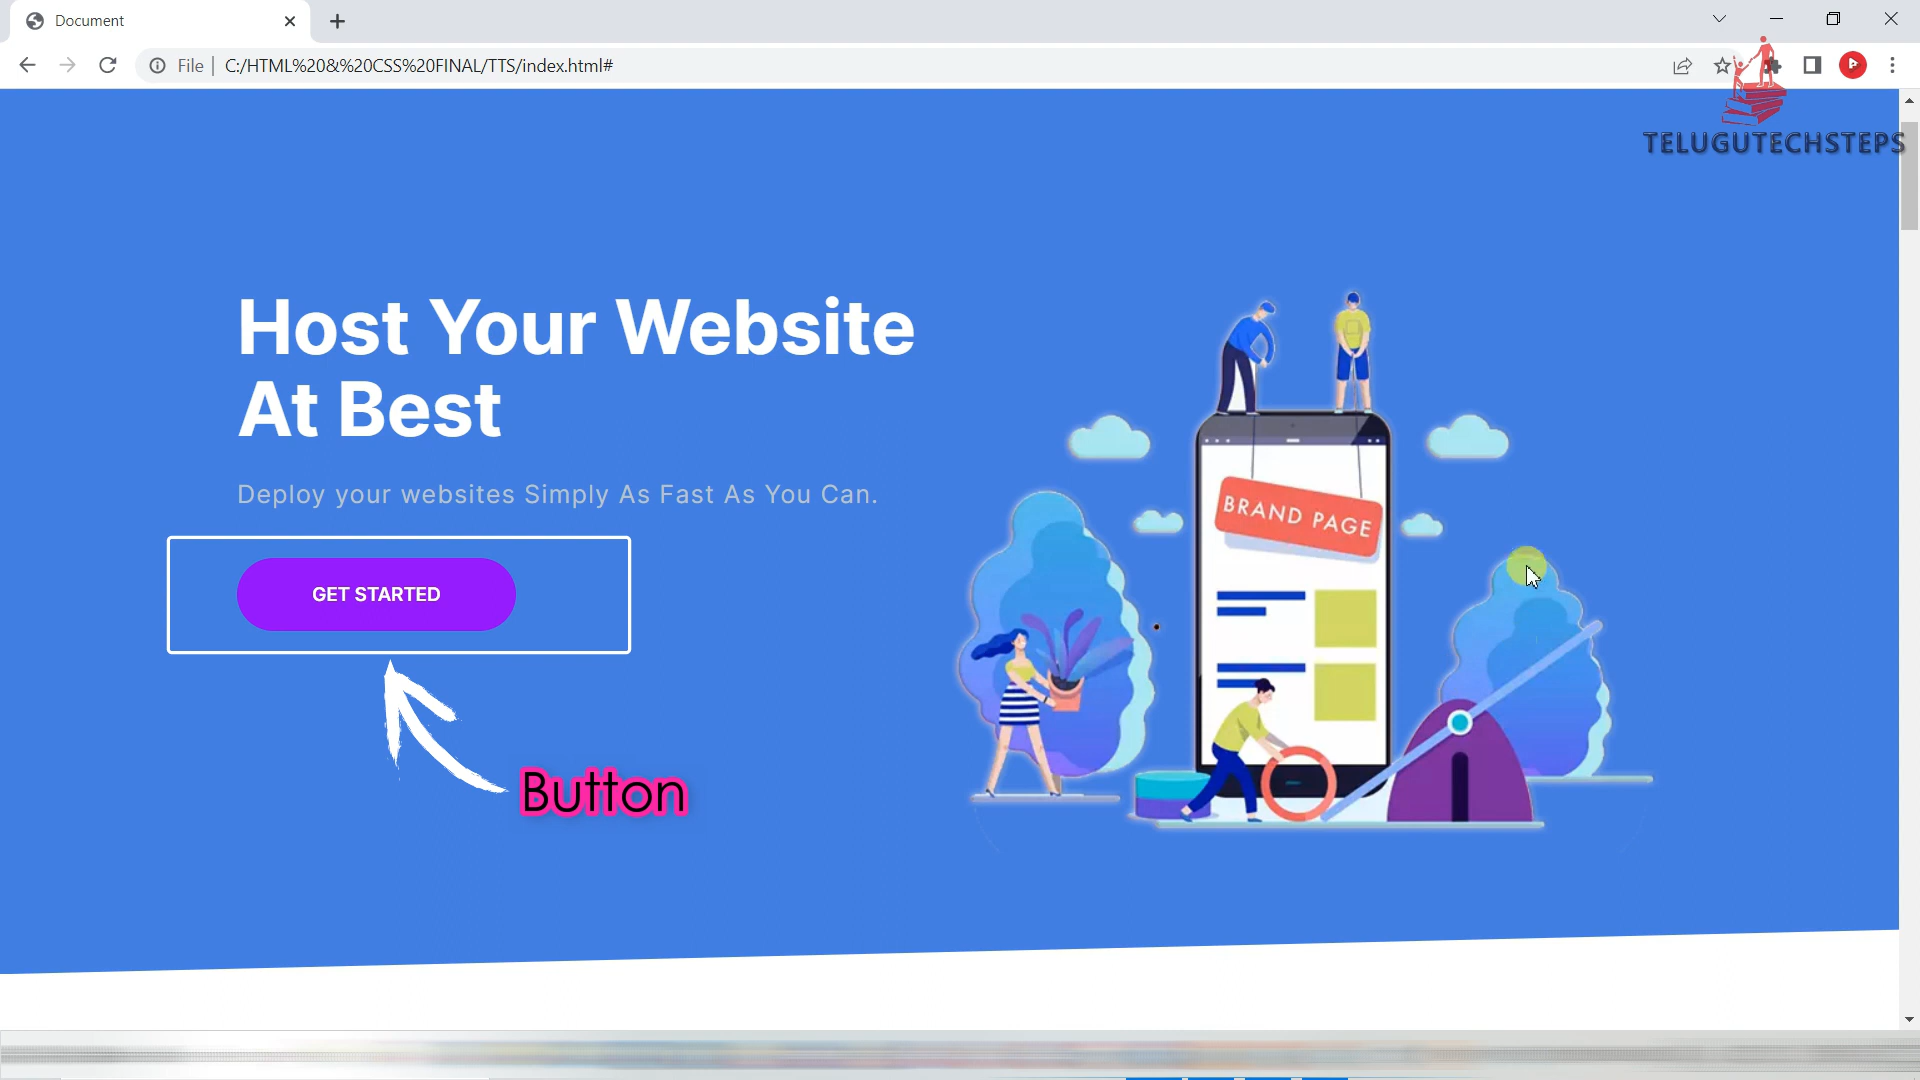 Document
File
C:/HTML%20&%20CSS%20FINAL/TTS/index.html#
TELUGUTECHSTEPS
Host Your Website
At Best
Deploy your websites Simply As Fast As You Can.
GET STARTED
Button
BRAND PAGE